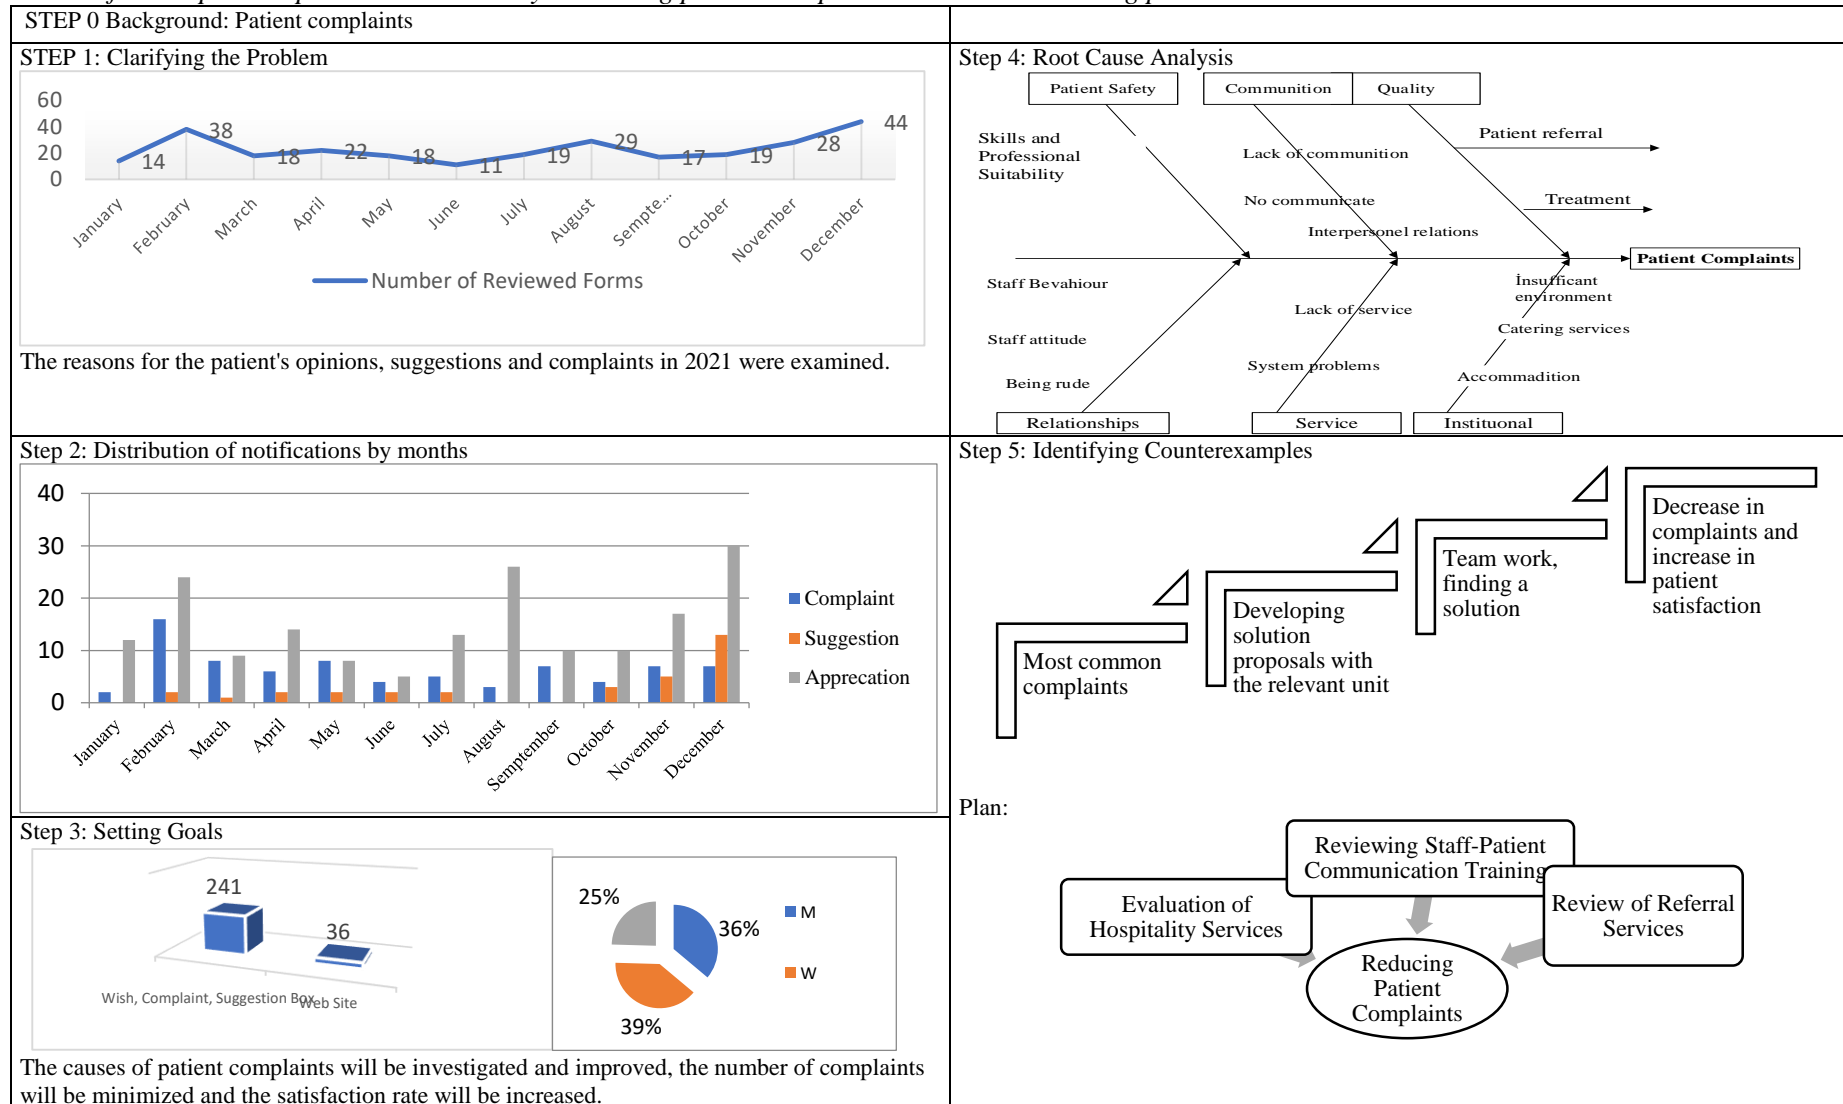 STEP 0 Background: Patient complaints
STEP 1: Clarifying the Problem
60
40
20
0
14
38
18
22
18
11
19
29
17
19
28
44
January
February
March
April
May
June
July
August
Sempte...
October
November
December
Number of Reviewed Forms
The reasons for the patient's opinions, suggestions and complaints in 2021 were examined.
Step 2: Distribution of notifications by months
40
30
20
10
0
January
February
March
April
May
June
July
August
Semptember
October
November
December
Complaint
Suggestion
Apprecation
Step 3: Setting Goals
241
36
Wish, Complaint, Suggestion Box
Web Site
25%
36%
39%
M
W
The causes of patient complaints will be investigated and improved, the number of complaints
will be minimized and the satisfaction rate will be increased.
Step 4: Root Cause Analysis
Patient Safety
Communition
Quality
Skills and
Professional
Suitability
Lack of communition
No communicate
Interpersonel relations
Patient referral
Treatment
Patient Complaints
Staff Bevahiour
Staff attitude
Being rude
Lack of service
System problems
İnsufficant
environment
Catering services
Accommadition
Relationships
Service
Instituonal
Step 5: Identifying Counterexamples
Most common
complaints
Developing
solution
proposals with
the relevant unit
Team work,
finding a
solution
Decrease in
complaints and
increase in
patient
satisfaction
Plan:
Reviewing Staff-Patient
Communication Training
Evaluation of
Hospitality Services
Review of Referral
Services
Reducing
Patient
Complaints